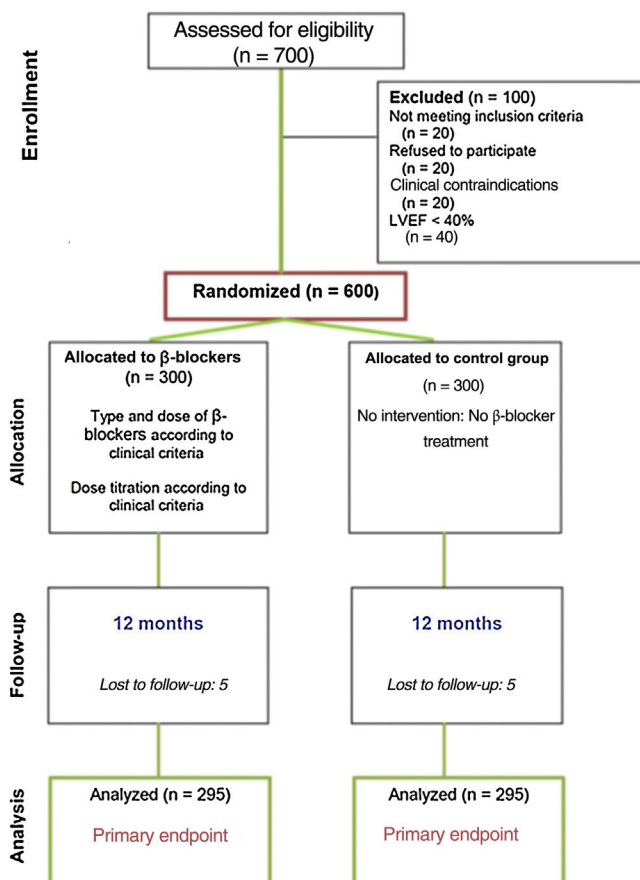 Enrollment
Assessed for eligibility
(n = 700)
Excluded (n = 100)
Not meeting inclusion criteria
(n = 20)
Refused to participate
(n = 20)
Clinical contraindications
(n = 20)
LVEF < 40%
(n = 40)
Randomized (n = 600)
Allocation
Allocated to β-blockers
(n = 300)
Type and dose of β-
blockers according to
clinical criteria
Dose titration according to
clinical criteria
Allocated to control group
(n = 300)
No intervention: No β-blocker
treatment
Follow-up
12 months
Lost to follow-up: 5
12 months
Lost to follow-up: 5
Analysis
Analyzed (n = 295)
Primary endpoint
Analyzed (n = 295)
Primary endpoint